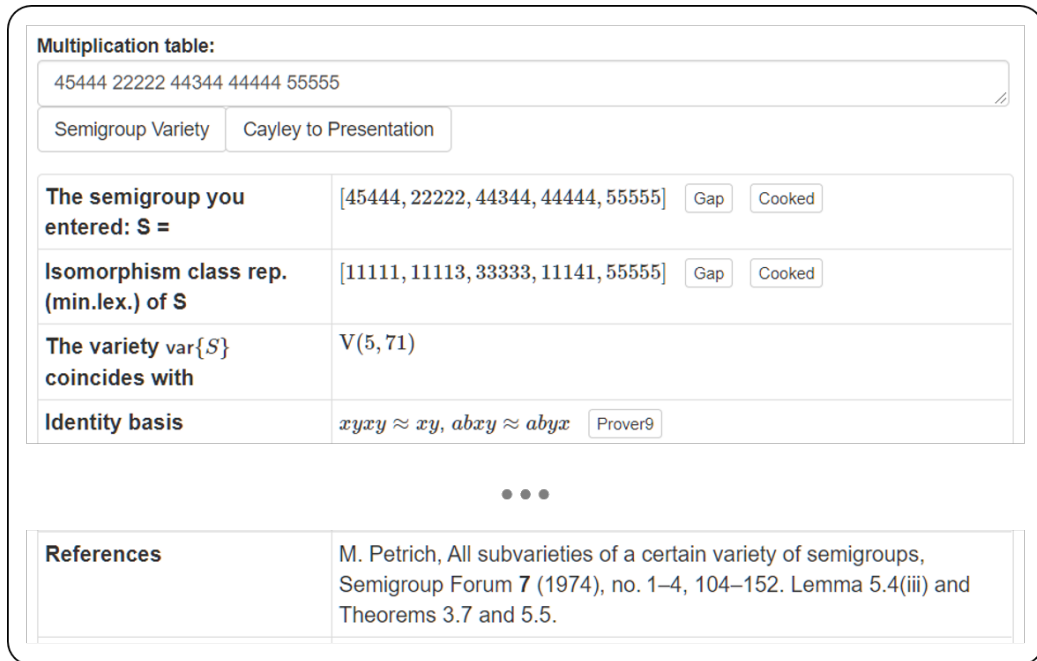 Multiplication table:
45444 22222 44344 44444 55555
Semigroup Variety Cayley to Presentation
The semigroup you [45444, 22222, 44344, 44444, 55555] Gap Cooked
entered: S =
Isomorphism class rep. [11111, 11113, 33333, 11141, 55555] Gap Cooked
(min.lex.) of S
The variety var{S} V(5, 71)
coincides with
Identity basis xyxy ≈ xy, abxy ≈ abyx Prover9
References M. Petrich, All subvarieties of a certain variety of semigroups,
Semigroup Forum 7 (1974), no. 1–4, 104–152. Lemma 5.4(iii) and
Theorems 3.7 and 5.5.